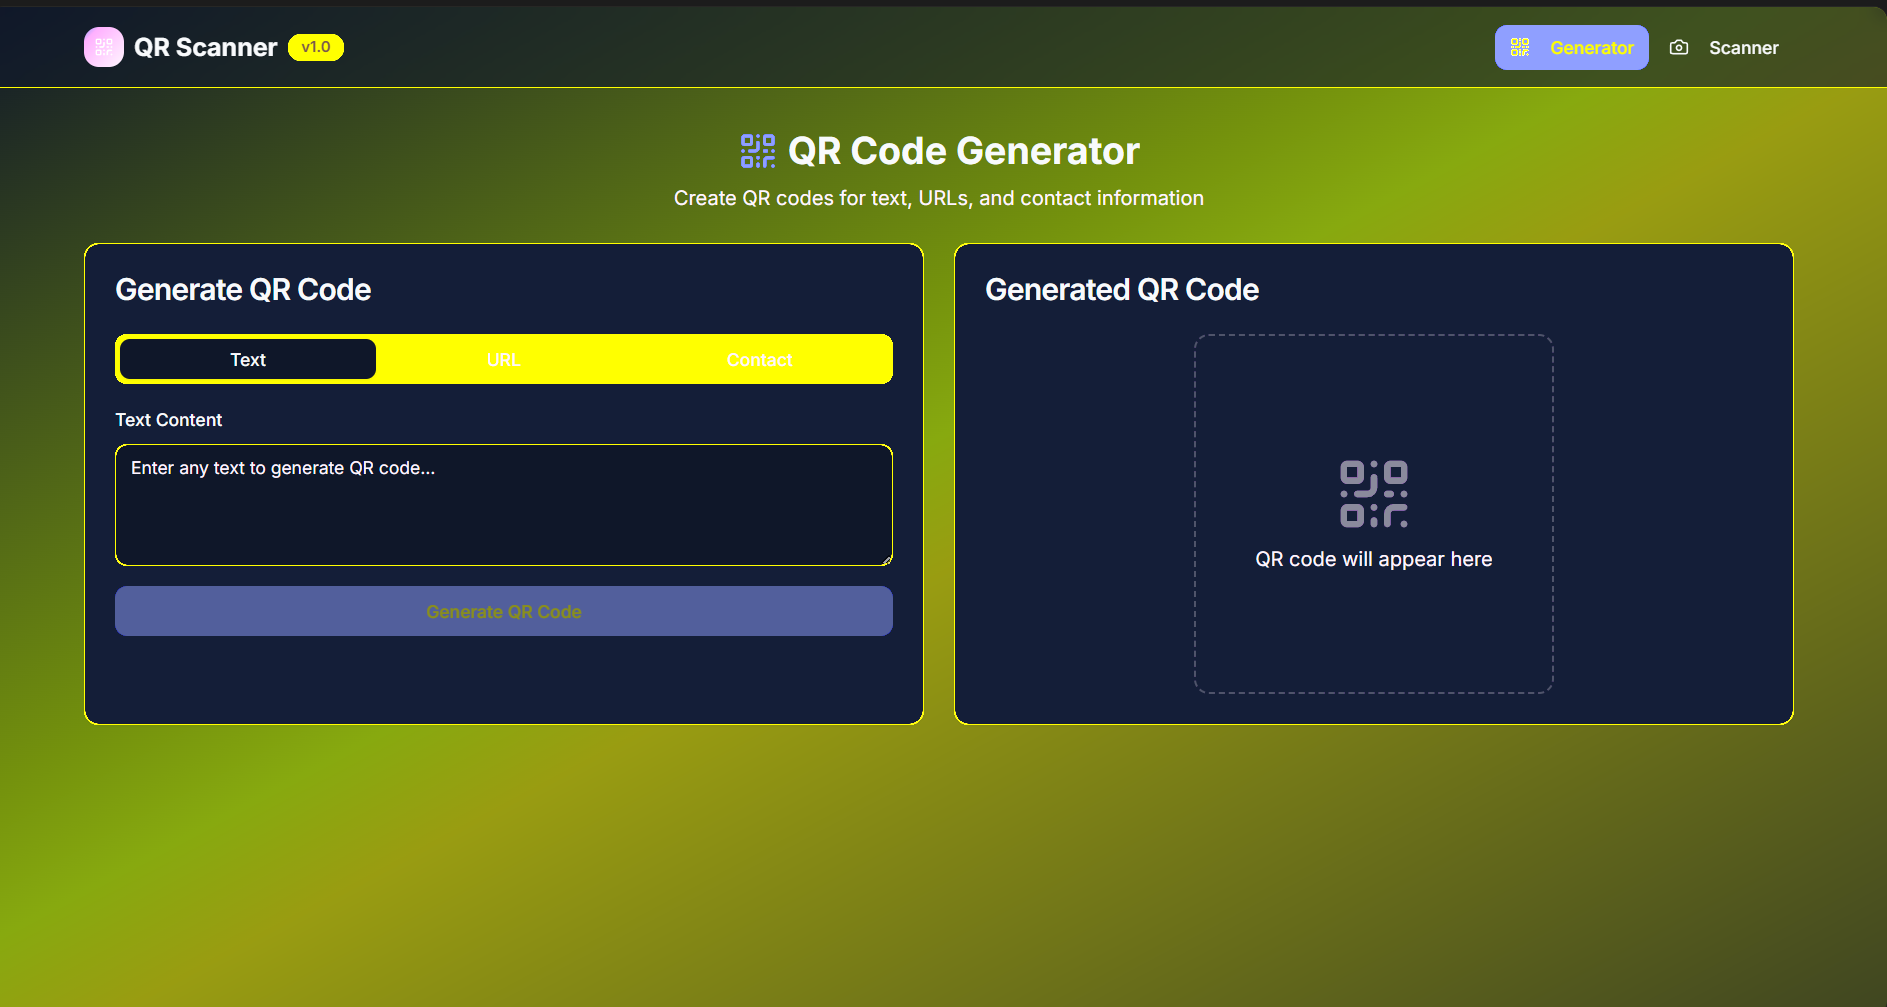 QR Scanner v1.0
Generator Scanner
QR Code Generator
Create QR codes for text, URLs, and contact information
Generate QR Code
Text URL Contact
Text Content
Enter any text to generate QR code...
Generate QR Code
Generated QR Code
QR code will appear here